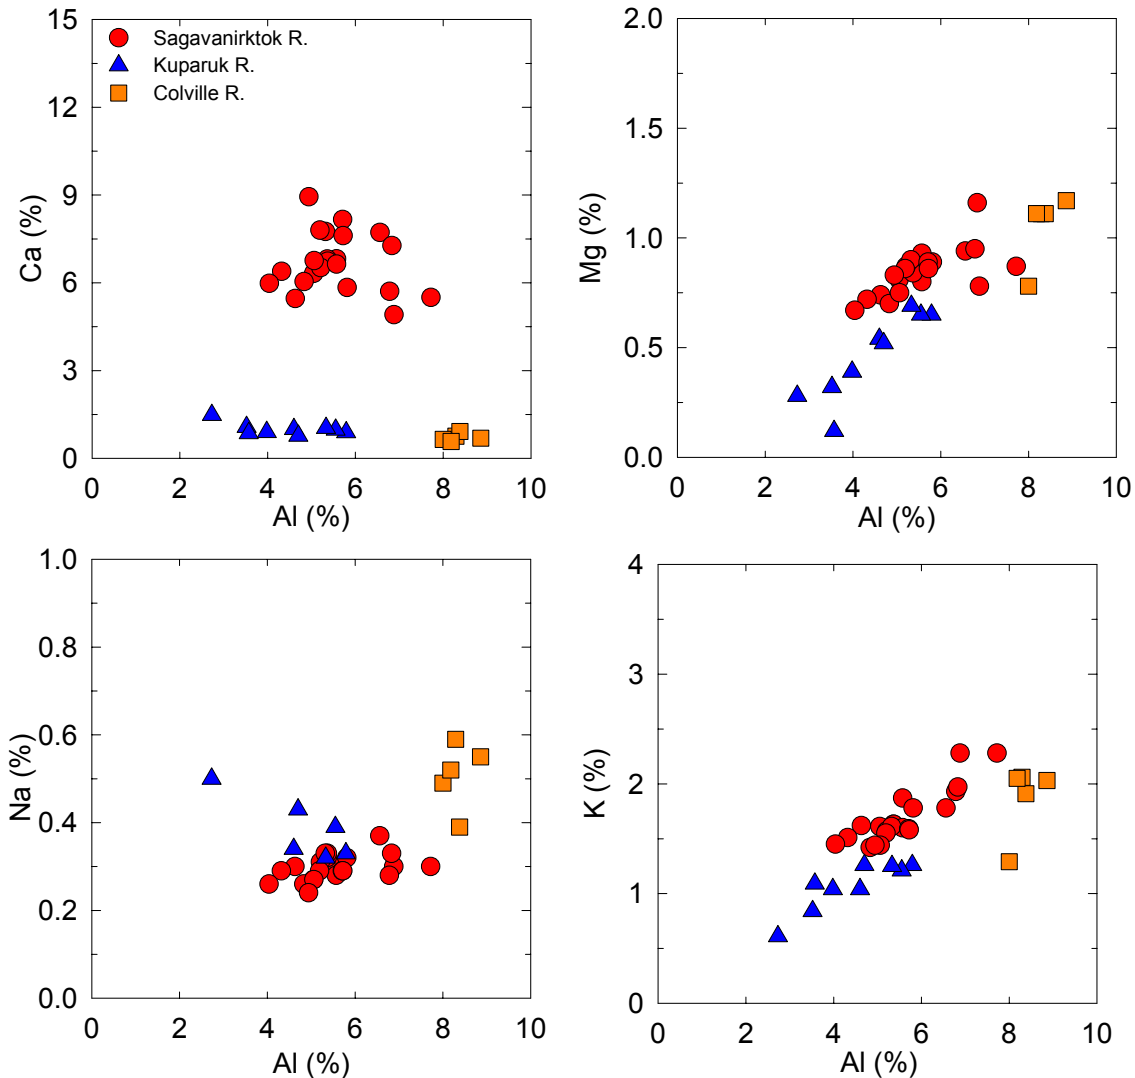 15
12
9
6
3
0
Ca (%)
Sagavanirktok R.
Kuparuk R.
Colville R.
0 2 4 6 8 10
Al (%)
2.0
1.5
1.0
0.5
0.0
Mg (%)
0 2 4 6 8 10
Al (%)
1.0
0.8
0.6
0.4
0.2
0.0
Na (%)
0 2 4 6 8 10
Al (%)
4
3
2
1
0
K (%)
0 2 4 6 8 10
Al (%)